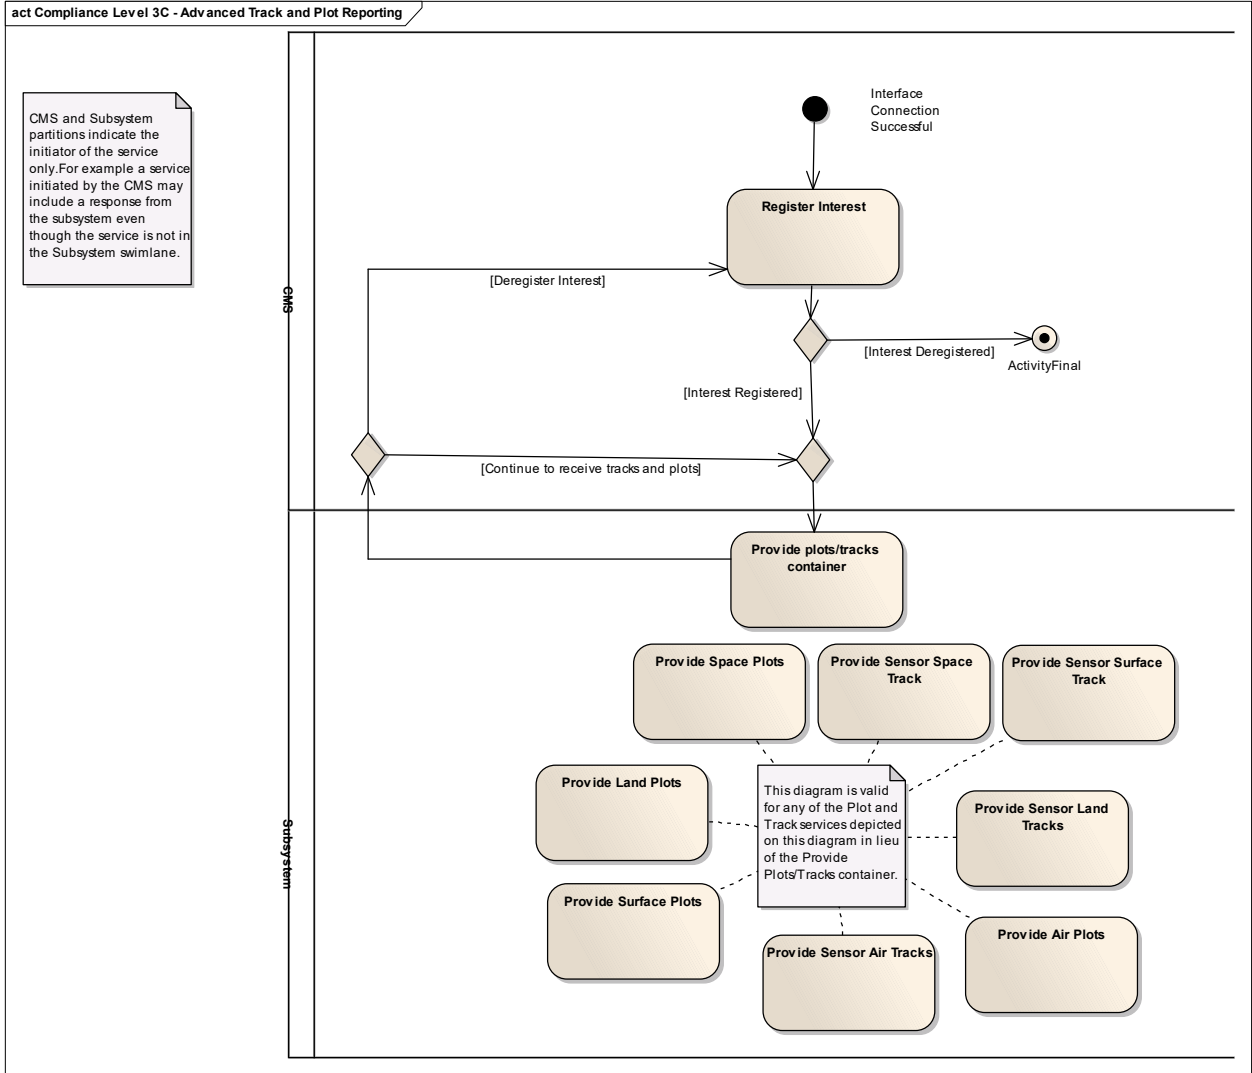 act Compliance Level 3C - Advanced Track and Plot Reporting
CMS and Subsystem
partitions indicate the
initiator of the service
only.For example a service
initiated by the CMS may
include a response from
the subsystem even
though the service is not in
the Subsystem swimlane.
CMS
Interface
Connection
Successful
Register Interest
[Deregister Interest]
[Interest Deregistered]
ActivityFinal
[Interest Registered]
[Continue to receive tracks and plots]
Subsystem
Provide plots/tracks
container
Provide Space Plots
Provide Sensor Space
Track
Provide Sensor Surface
Track
Provide Land Plots
This diagram is valid
for any of the Plot and
Track services depicted
on this diagram in lieu
of the Provide
Plots/Tracks container.
Provide Sensor Land
Tracks
Provide Surface Plots
Provide Air Plots
Provide Sensor Air Tracks